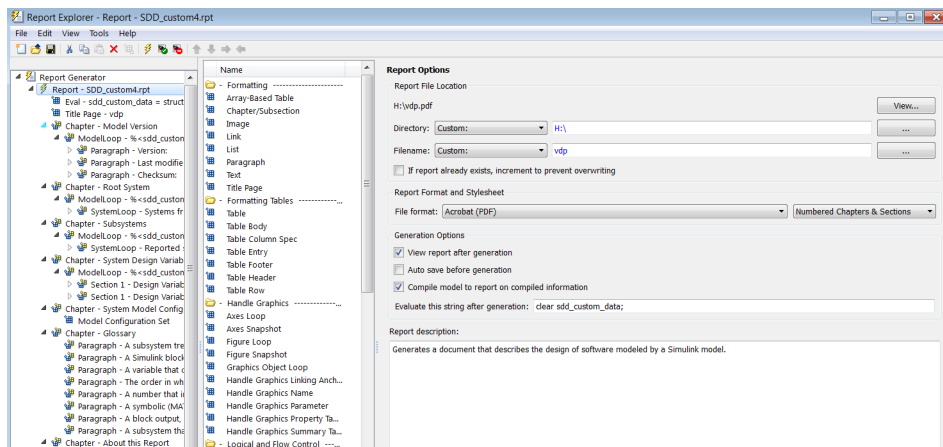 Report Explorer - Report - SDD_custom4.rpt
File Edit View Tools Help
Report Generator
Report - SDD_custom4.rpt
Eval - sdd_custom_data = struct
Title Page - vdp
Chapter - Model Version
ModelLoop - %<sdd_custon
Paragraph - Version:
Paragraph - Last modifie
Paragraph - Checksum:
Chapter - Root System
ModelLoop - %<sdd_custon
SystemLoop - Systems fr
Chapter - Subsystems
ModelLoop - %<sdd_custon
SystemLoop - Reported s
Chapter - System Design Variab
ModelLoop - %<sdd_custon
Section 1 - Design Variab
Section 1 - Design Variab
Chapter - System Model Config
Model Configuration Set
Chapter - Glossary
Paragraph - A subsystem tre
Paragraph - A Simulink block
Paragraph - A variable that d
Paragraph - The order in wh
Paragraph - A number that i
Paragraph - A symbolic (MA
Paragraph - A block output,
Paragraph - A subsystem tha
Chapter - About this Report
Name
- Formatting ----------------------
Array-Based Table
Chapter/Subsection
Image
Link
List
Paragraph
Text
Title Page
- Formatting Tables ------------...
Table
Table Body
Table Column Spec
Table Entry
Table Footer
Table Header
Table Row
- Handle Graphics ------------...
Axes Loop
Axes Snapshot
Figure Loop
Figure Snapshot
Graphics Object Loop
Handle Graphics Linking Anch...
Handle Graphics Name
Handle Graphics Parameter
Handle Graphics Property Ta...
Handle Graphics Summary Ta...
- Logical and Flow Control ---...
Report Options
Report File Location
H:\vdp.pdf View...
Directory: Custom: H:\ ...
Filename: Custom: vdp ...
If report already exists, increment to prevent overwriting
Report Format and Stylesheet
File format: Acrobat (PDF) Numbered Chapters & Sections
Generation Options
View report after generation
Auto save before generation
Compile model to report on compiled information
Evaluate this string after generation: clear sdd_custom_data;
Report description:
Generates a document that describes the design of software modeled by a Simulink model.